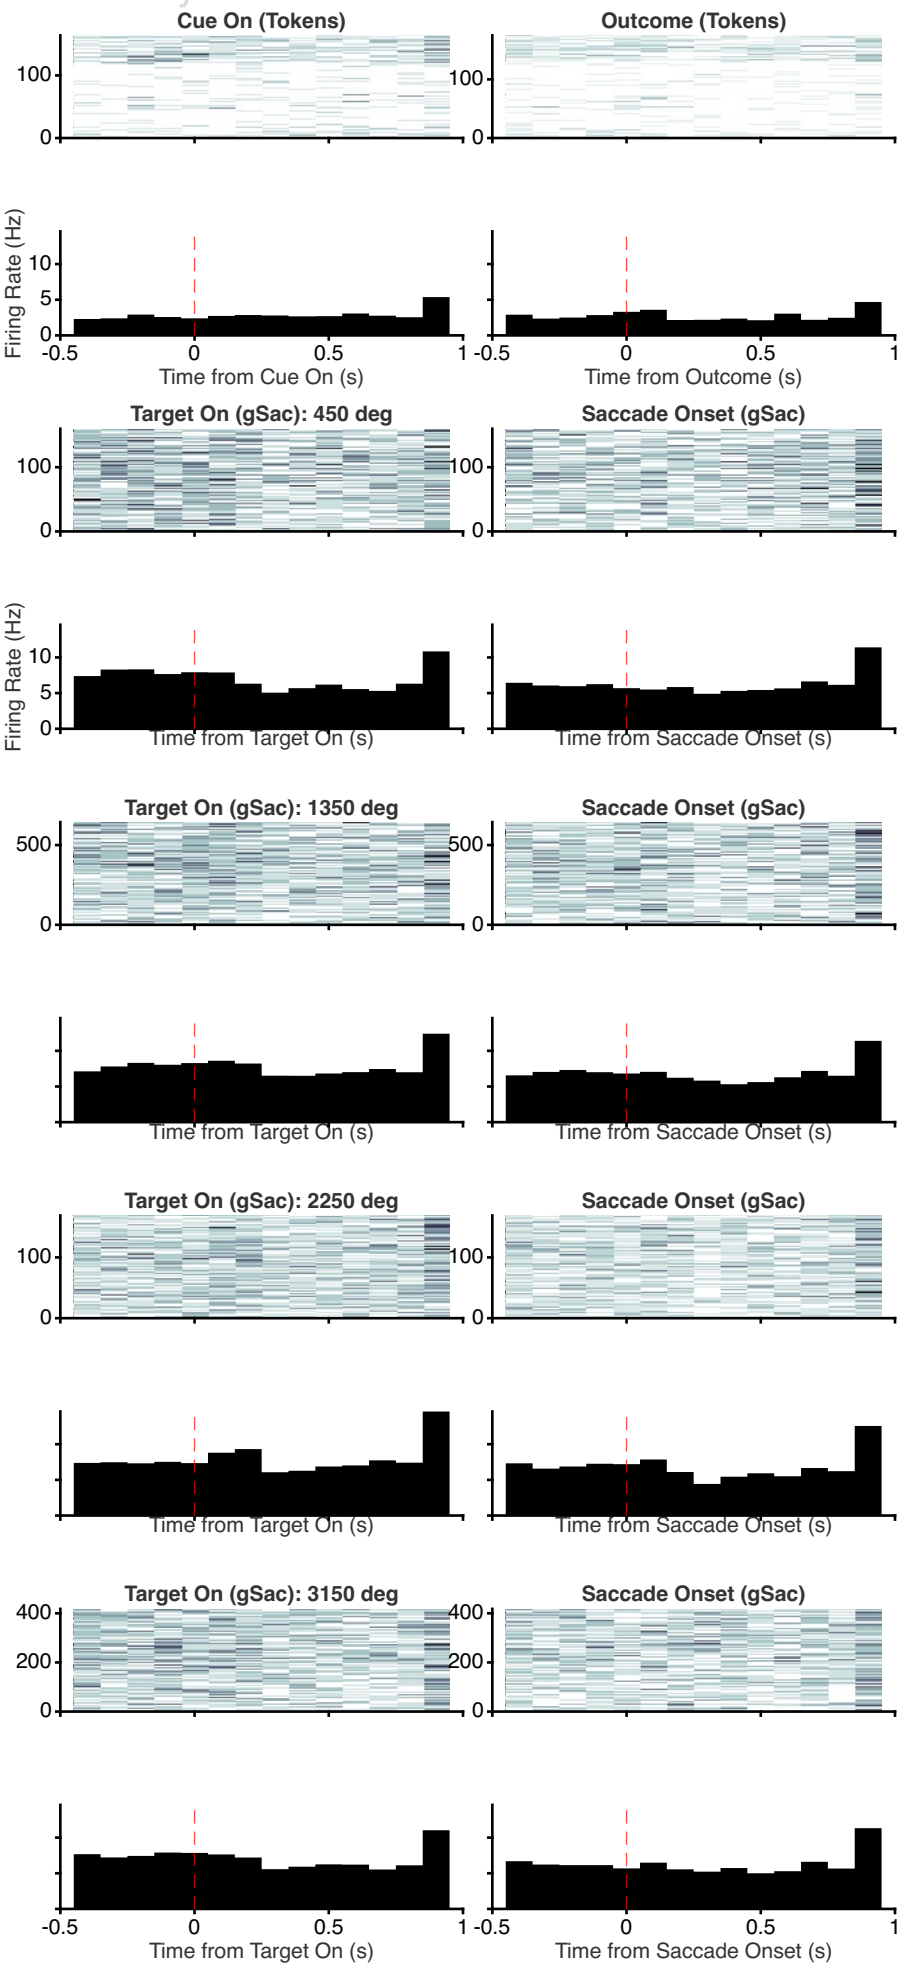 Cue On (Tokens) Outcome (Tokens)
100 100
0 0
Firing Rate (Hz)
10
5
0
-0.5 0 0.5 1 -0.5 0 0.5 1
Time from Cue On (s) Time from Outcome (s)
Target On (gSac): 450 deg Saccade Onset (gSac)
100 100
0 0
Firing Rate (Hz)
10
5
0
Time from Target On (s) Time from Saccade Onset (s)
Target On (gSac): 1350 deg Saccade Onset (gSac)
500 500
0 0
Time from Target On (s) Time from Saccade Onset (s)
Target On (gSac): 2250 deg Saccade Onset (gSac)
100 100
0 0
Time from Target On (s) Time from Saccade Onset (s)
Target On (gSac): 3150 deg Saccade Onset (gSac)
400 400
200 200
0 0
-0.5 0 0.5 1 -0.5 0 0.5 1
Time from Target On (s) Time from Saccade Onset (s)